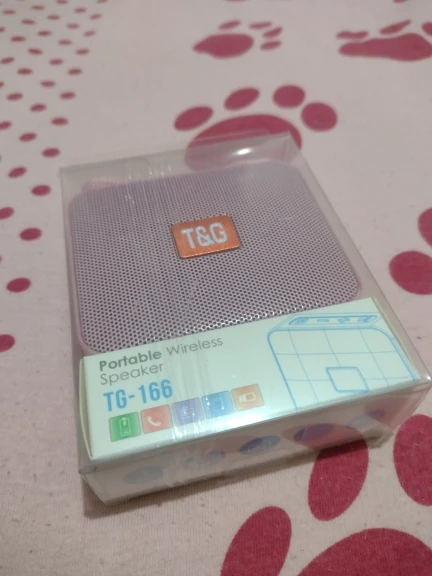 T&G
Portable Wireless
Speaker
TG-166